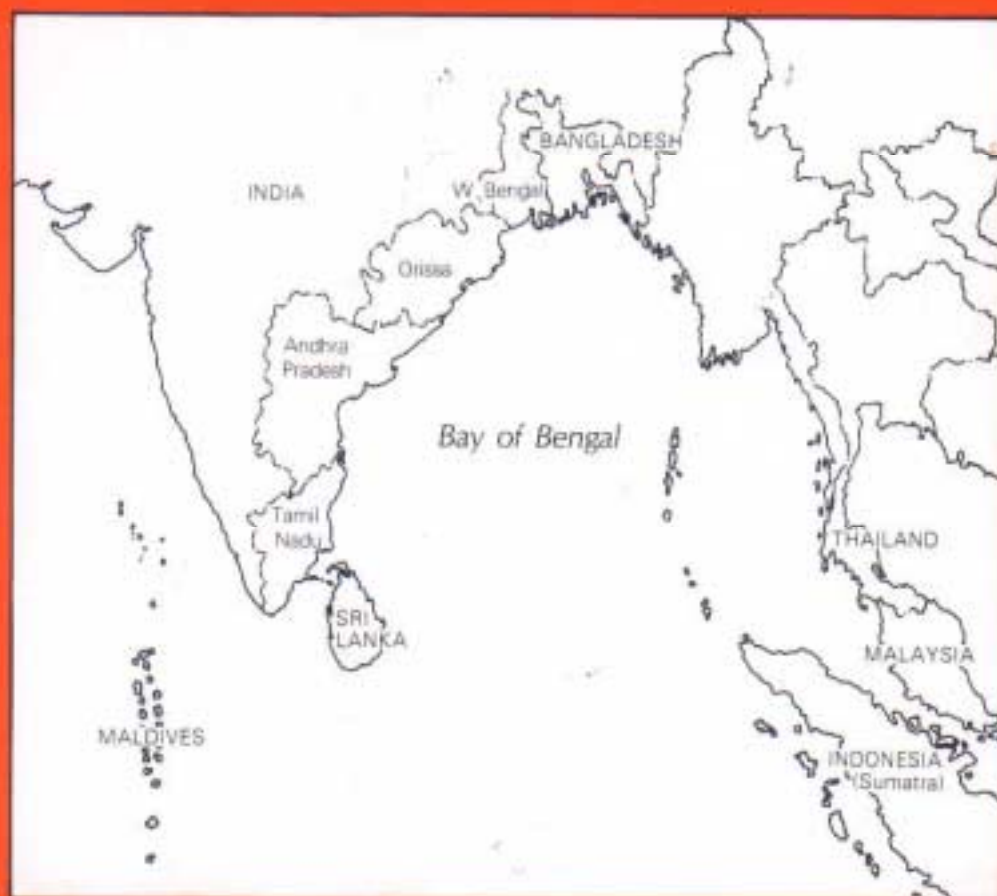 BANGLADESH
INDIA
W. Bengal
Orissa
Andhra
Pradesh
Bay of Bengal
Tamil
Nadu
THAILAND
SRI
LANKA
MALAYSIA
MALDIVES
INDONESIA
(Sumatra)